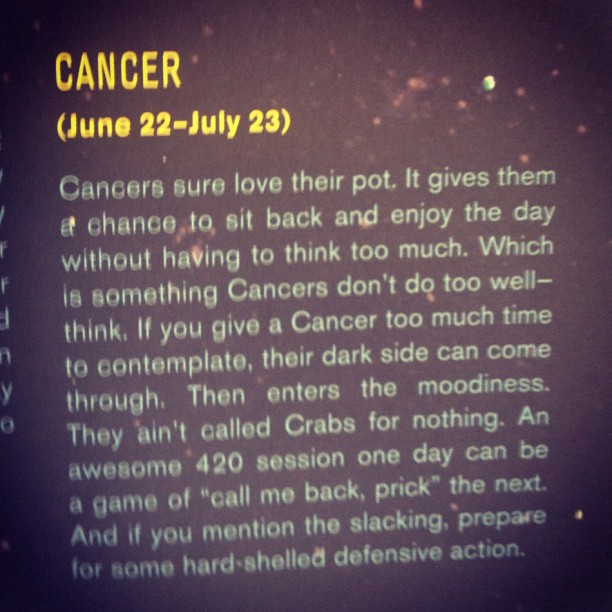 CANCER
(June 22–July 23)
Cancers sure love their pot. It gives them
a chance to sit back and enjoy the day
without having to think too much. Which
is something Cancers don't do too well—
think. If you give a Cancer too much time
to contemplate, their dark side can come
through. Then enters the moodiness.
They ain't called Crabs for nothing. An
awesome 420 session one day can be
a game of "call me back, prick" the next.
And if you mention the slacking, prepare
for some hard-shelled defensive action.